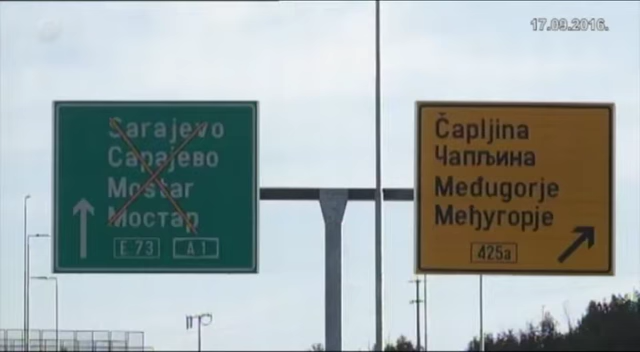 17.09.2016.
Sarajevo
Сарајево
Mostar
Мостар
E 73 A 1
Čapljina
Чапљина
Međugorje
Међугорје
425a